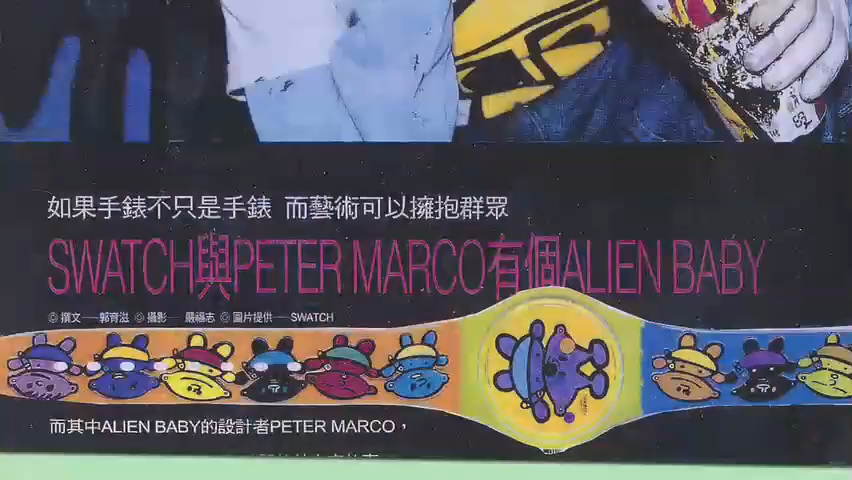 如果手錶不只是手錶 而藝術可以擁抱群眾
SWATCH與PETER MARCO有個ALIEN BABY
◎ 撰文──郭育滋 ◎ 攝影── 嚴福志 ◎ 圖片提供──SWATCH
而其中ALIEN BABY的設計者PETER MARCO，